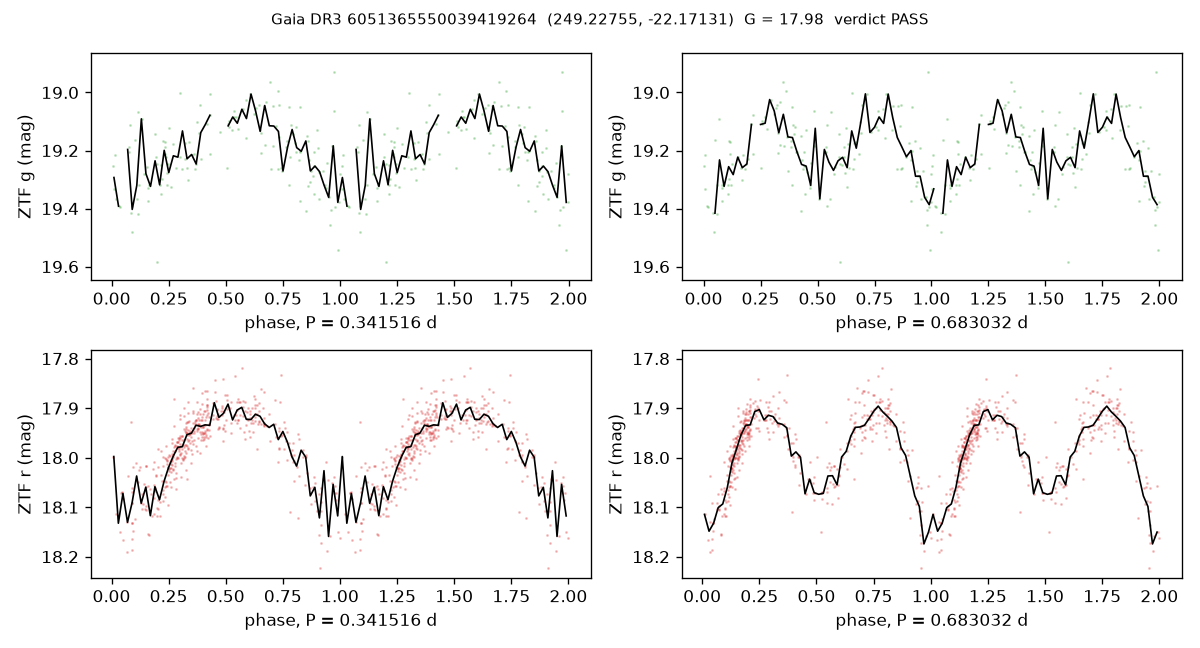 Gaia DR3 6051365550039419264 (249.22755, -22.17131) G = 17.98 verdict PASS
ZTF g (mag)
19.0
19.2
19.4
19.6
0.00 0.25 0.50 0.75 1.00 1.25 1.50 1.75 2.00
phase, P = 0.341516 d
ZTF g (mag)
19.0
19.2
19.4
19.6
0.00 0.25 0.50 0.75 1.00 1.25 1.50 1.75 2.00
phase, P = 0.683032 d
ZTF r (mag)
17.8
17.9
18.0
18.1
18.2
0.00 0.25 0.50 0.75 1.00 1.25 1.50 1.75 2.00
phase, P = 0.341516 d
ZTF r (mag)
17.8
17.9
18.0
18.1
18.2
0.00 0.25 0.50 0.75 1.00 1.25 1.50 1.75 2.00
phase, P = 0.683032 d